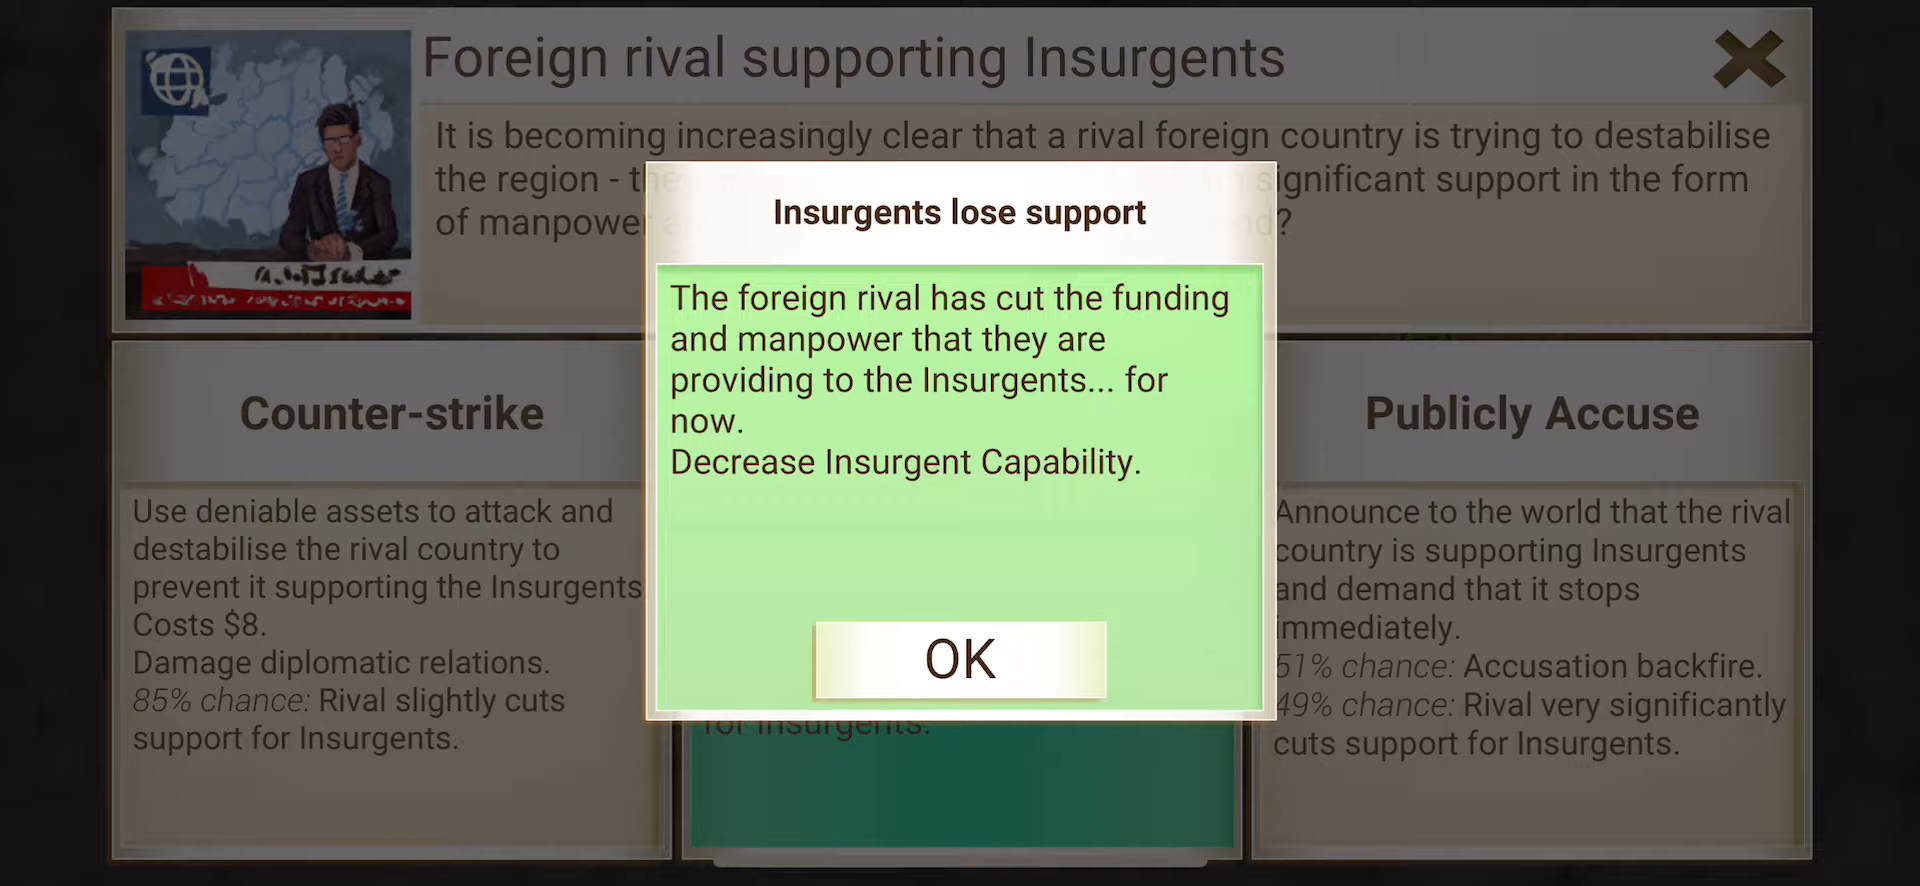 Foreign rival supporting Insurgents
It is becoming increasingly clear that a rival foreign country is trying to destabilise
the region - they significant support in the form
of manpower
Insurgents lose support
The foreign rival has cut the funding
and manpower that they are
providing to the Insurgents... for
now.
Decrease Insurgent Capability.
OK
Counter-strike
Use deniable assets to attack and
destabilise the rival country to
prevent it supporting the Insurgents.
Costs $8.
Damage diplomatic relations.
85% chance: Rival slightly cuts
support for Insurgents.
for Insurgents.
Publicly Accuse
Announce to the world that the rival
country is supporting Insurgents
and demand that it stops
immediately.
51% chance: Accusation backfire.
49% chance: Rival very significantly
cuts support for Insurgents.